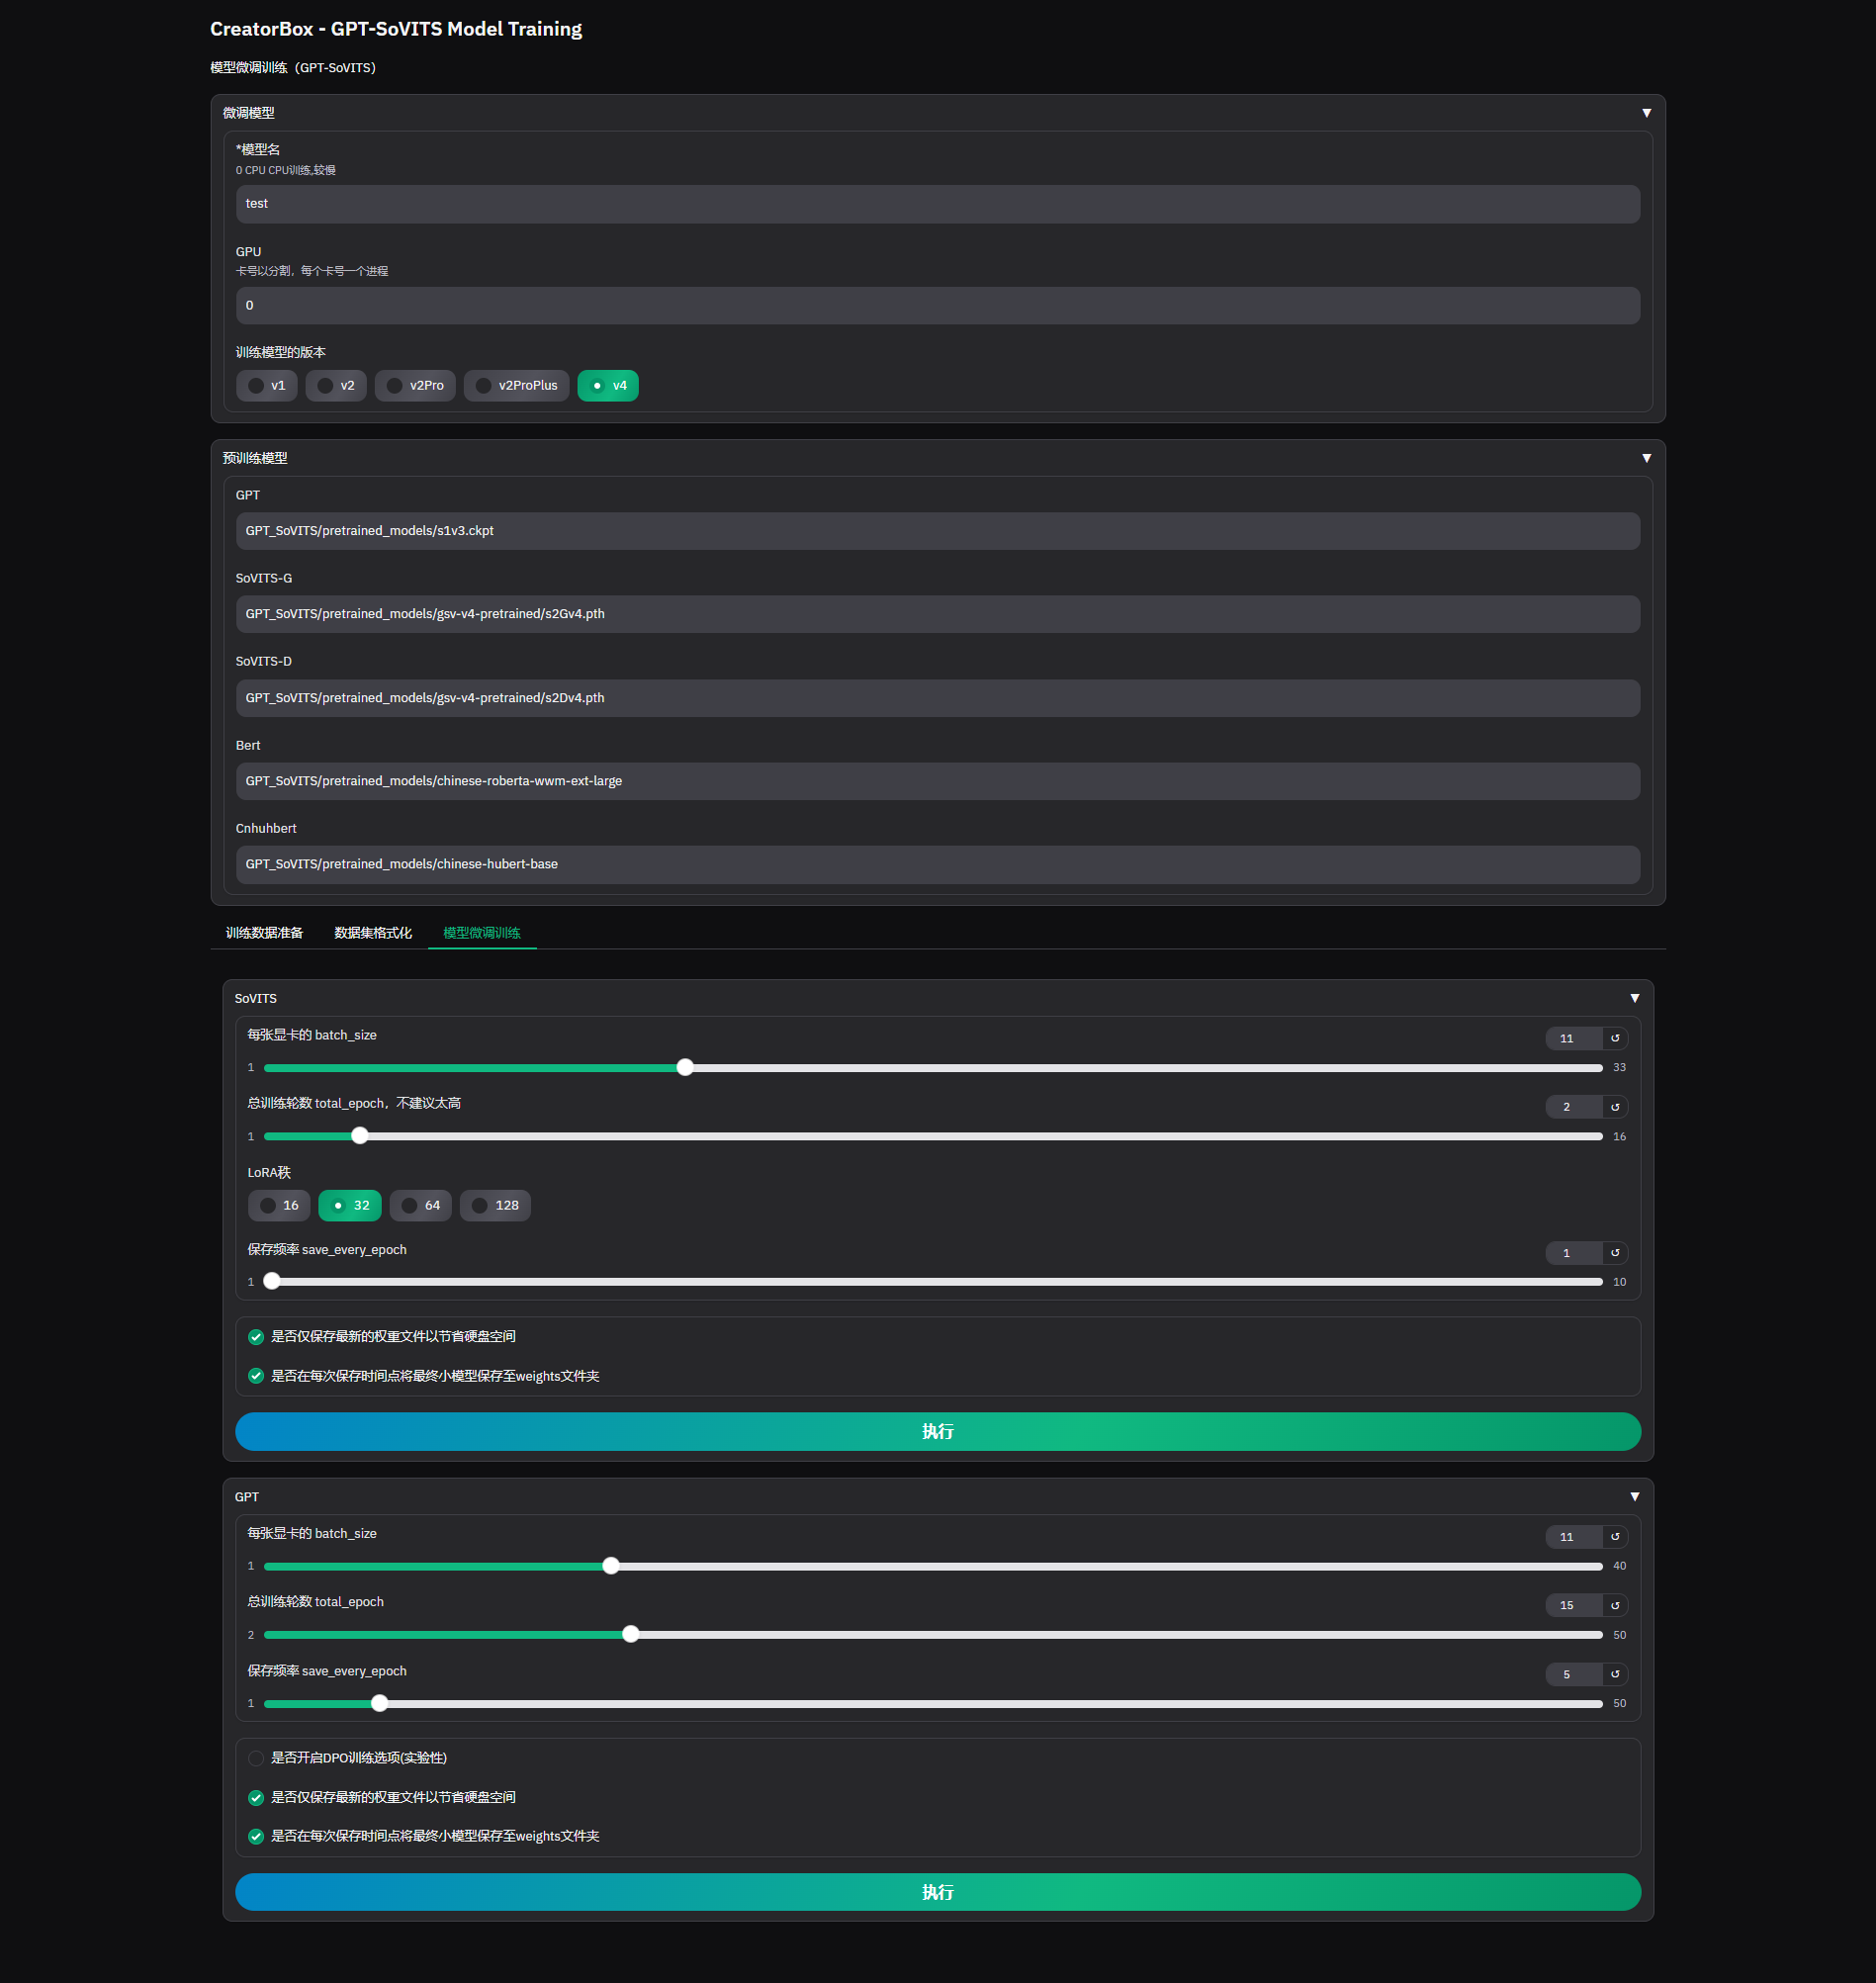 CreatorBox - GPT-SoVITS Model Training
模型微调训练（GPT-SoVITS）
微调模型
▼
*模型名
0 CPU CPU训练,较慢
test
GPU
卡号以分割，每个卡号一个进程
0
训练模型的版本
v1 v2 v2Pro v2ProPlus v4
预训练模型
▼
GPT
GPT_SoVITS/pretrained_models/s1v3.ckpt
SoVITS-G
GPT_SoVITS/pretrained_models/gsv-v4-pretrained/s2Gv4.pth
SoVITS-D
GPT_SoVITS/pretrained_models/gsv-v4-pretrained/s2Dv4.pth
Bert
GPT_SoVITS/pretrained_models/chinese-roberta-wwm-ext-large
Cnhuhbert
GPT_SoVITS/pretrained_models/chinese-hubert-base
训练数据准备 数据集格式化 模型微调训练
SoVITS
▼
每张显卡的 batch_size 11 ↺
1 33
总训练轮数 total_epoch，不建议太高 2 ↺
1 16
LoRA秩
16 32 64 128
保存频率 save_every_epoch 1 ↺
1 10
是否仅保存最新的权重文件以节省硬盘空间
是否在每次保存时间点将最终小模型保存至weights文件夹
执行
GPT
▼
每张显卡的 batch_size 11 ↺
1 40
总训练轮数 total_epoch 15 ↺
2 50
保存频率 save_every_epoch 5 ↺
1 50
是否开启DPO训练选项(实验性)
是否仅保存最新的权重文件以节省硬盘空间
是否在每次保存时间点将最终小模型保存至weights文件夹
执行